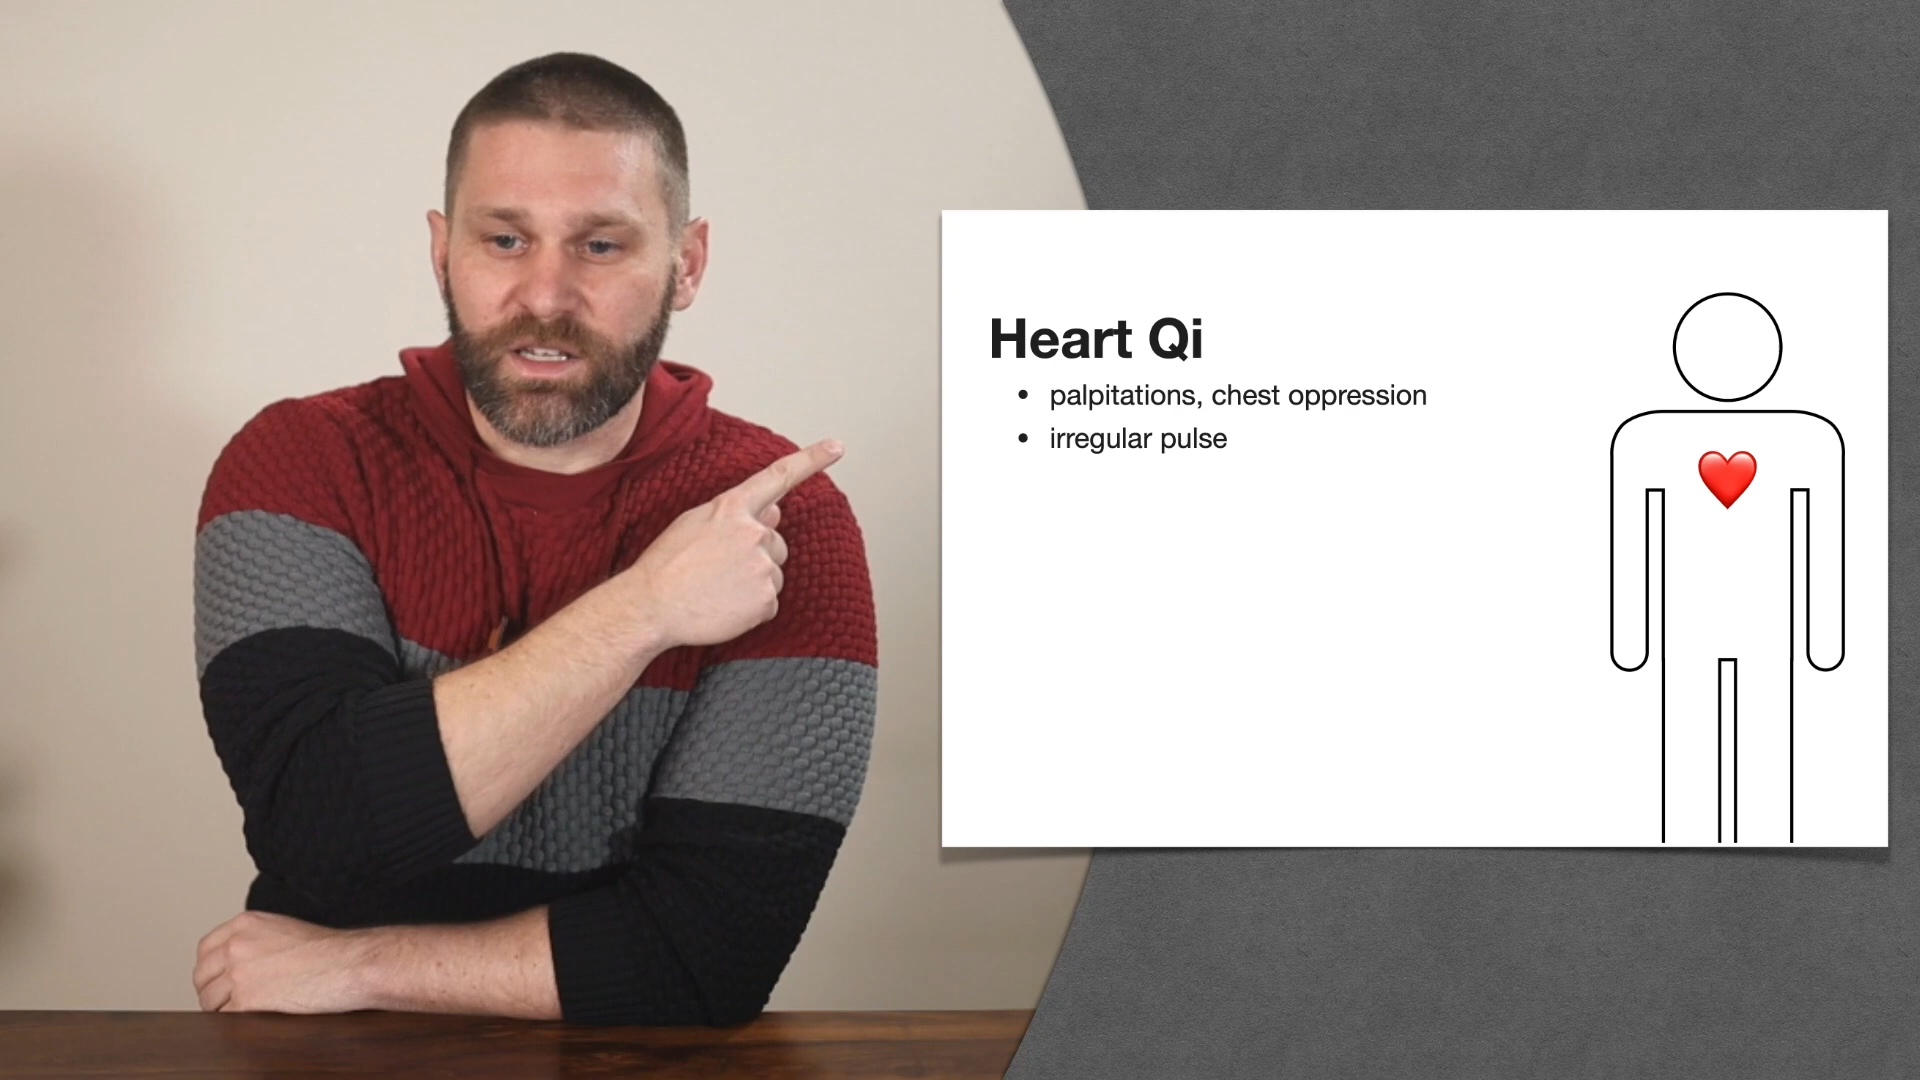 Heart Qi
• palpitations, chest oppression
• irregular pulse